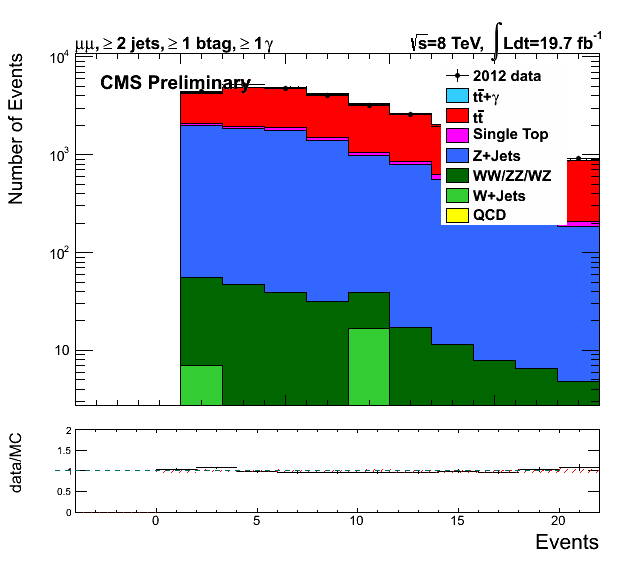 μμ, ≥ 2 jets, ≥ 1 btag, ≥ 1 γ
√s=8 TeV, ∫Ldt=19.7 fb⁻¹
CMS Preliminary
Number of Events
10⁴
10³
10²
10
2012 data
tt̄+γ
tt̄
Single Top
Z+Jets
WW/ZZ/WZ
W+Jets
QCD
data/MC
2
1.5
1
0.5
0
0 5 10 15 20
Events